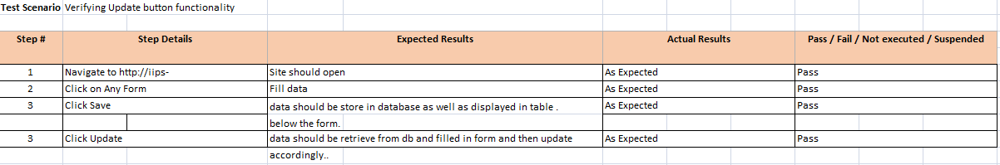 Test Scenario Verifying Update button functionality
Step # Step Details Expected Results Actual Results Pass / Fail / Not executed / Suspended
1 Navigate to http://iips- Site should open As Expected Pass
2 Click on Any Form Fill data As Expected Pass
3 Click Save data should be store in database as well as displayed in table . As Expected Pass
below the form.
3 Click Update data should be retrieve from db and filled in form and then update As Expected Pass
accordingly..